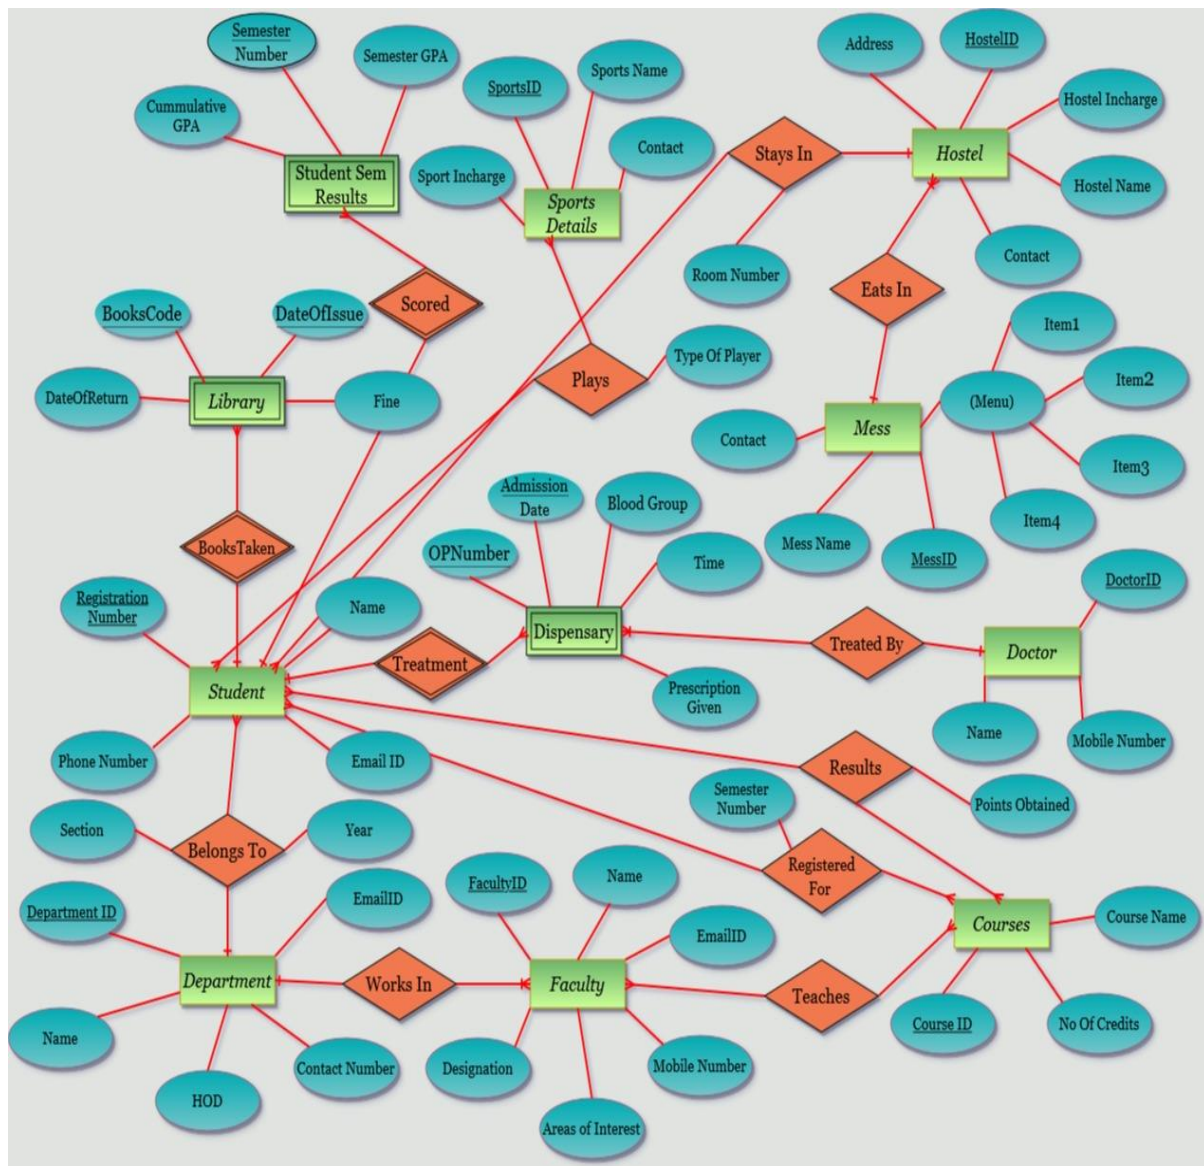 Semester
Number
Semester GPA
Cummulative
GPA
Student Sem
Results
SportsID
Sports Name
Contact
Sport Incharge
Sports
Details
Address
HostelID
Hostel Incharge
Hostel Name
Contact
Hostel
Stays In
Room Number
Eats In
Scored
BooksCode
DateOfIssue
DateOfReturn
Library
Fine
Plays
Type Of Player
Item1
Item2
(Menu)
Item3
Item4
Mess
Contact
Mess Name
MessID
BooksTaken
Admission
Date
Blood Group
OPNumber
Time
Dispensary
Prescription
Given
Treatment
Treated By
DoctorID
Doctor
Name
Mobile Number
Registration
Number
Name
Student
Phone Number
Email ID
Results
Points Obtained
Semester
Number
Registered
For
Section
Belongs To
Year
Department ID
EmailID
Department
Name
HOD
Contact Number
Works In
FacultyID
Name
EmailID
Faculty
Designation
Areas of Interest
Mobile Number
Teaches
Courses
Course Name
Course ID
No Of Credits